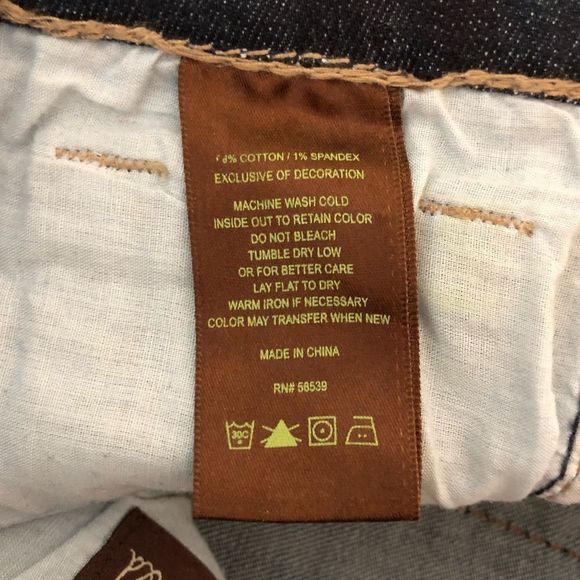 % COTTON / 1% SPANDEX
EXCLUSIVE OF DECORATION
MACHINE WASH COLD
INSIDE OUT TO RETAIN COLOR
DO NOT BLEACH
TUMBLE DRY LOW
OR FOR BETTER CARE
LAY FLAT TO DRY
WARM IRON IF NECESSARY
COLOR MAY TRANSFER WHEN NEW
MADE IN CHINA
RN# 56539
30C